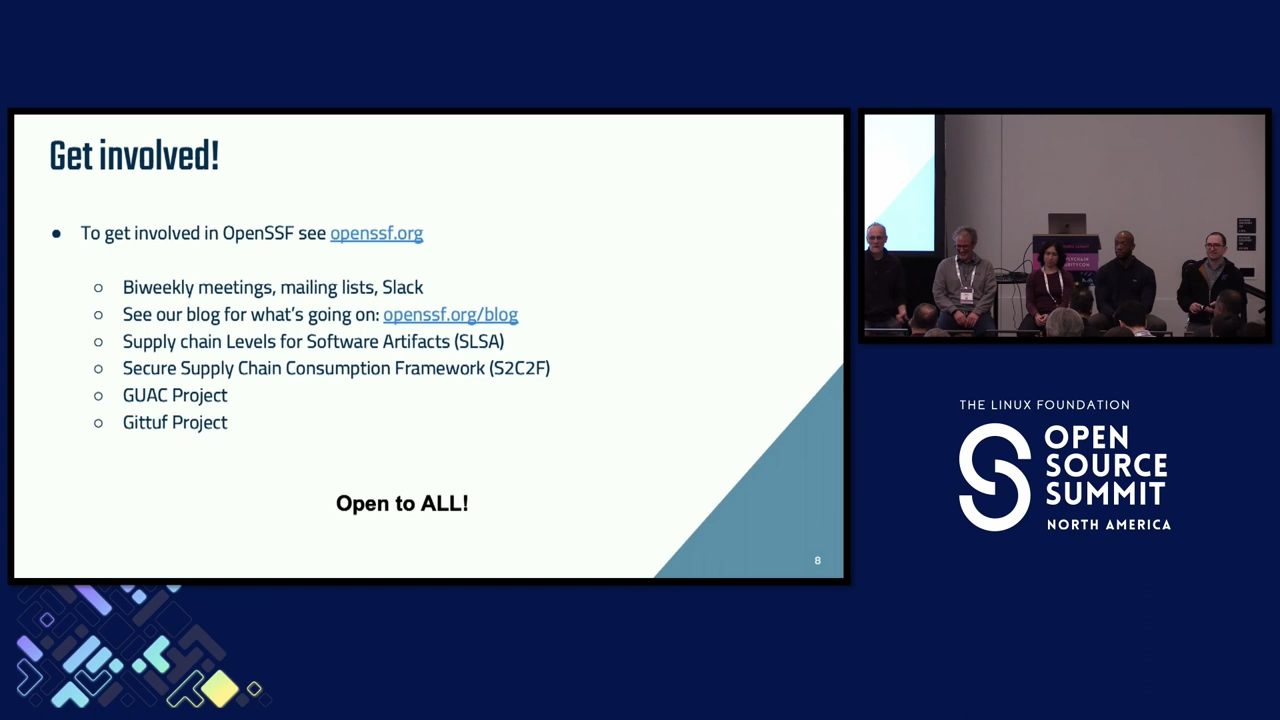 Get involved!
● To get involved in OpenSSF see openssf.org
○ Biweekly meetings, mailing lists, Slack
○ See our blog for what's going on: openssf.org/blog
○ Supply chain Levels for Software Artifacts (SLSA)
○ Secure Supply Chain Consumption Framework (S2C2F)
○ GUAC Project
○ Gittuf Project
Open to ALL!
8
THE LINUX FOUNDATION
OPEN
SOURCE
SUMMIT
NORTH AMERICA